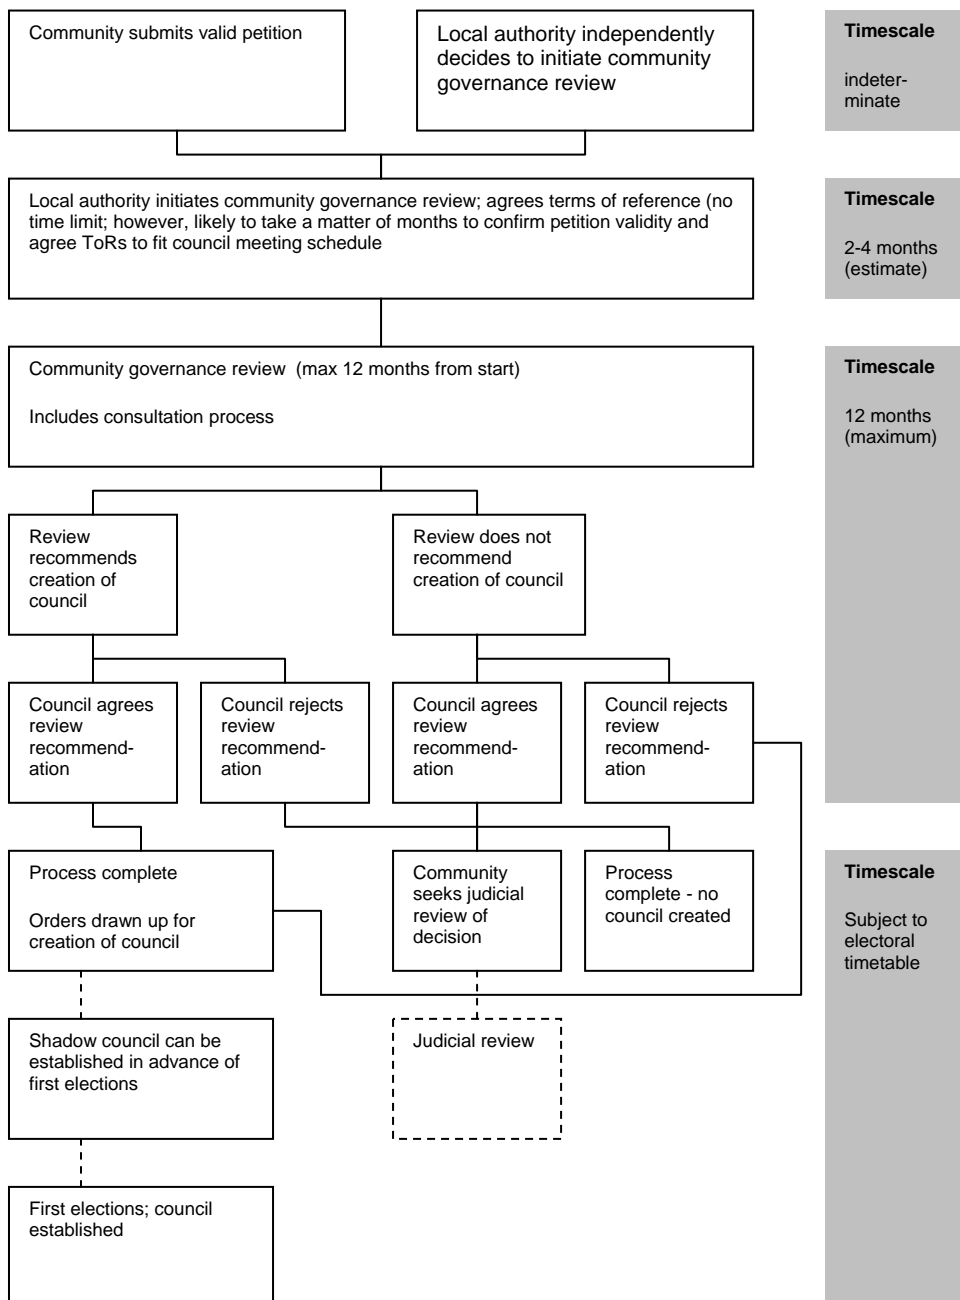 Community submits valid petition
Local authority independently
decides to initiate community
governance review
Timescale
indeter-
minate
Local authority initiates community governance review; agrees terms of reference (no
time limit; however, likely to take a matter of months to confirm petition validity and
agree ToRs to fit council meeting schedule
Timescale
2-4 months
(estimate)
Community governance review  (max 12 months from start)
Includes consultation process
Timescale
12 months
(maximum)
Review
recommends
creation of
council
Review does not
recommend
creation of council
Council agrees
review
recommend-
ation
Council rejects
review
recommend-
ation
Council agrees
review
recommend-
ation
Council rejects
review
recommend-
ation
Process complete
Orders drawn up for
creation of council
Community
seeks judicial
review of
decision
Process
complete - no
council created
Timescale
Subject to
electoral
timetable
Shadow council can be
established in advance of
first elections
Judicial review
First elections; council
established